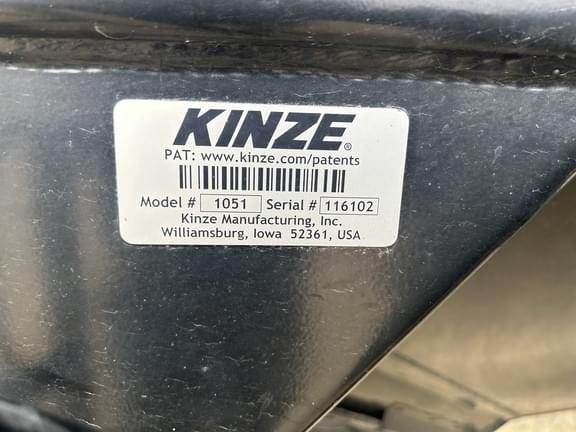 KINZE®
PAT: www.kinze.com/patents
Model # 1051 Serial # 116102
Kinze Manufacturing, Inc.
Williamsburg, Iowa 52361, USA